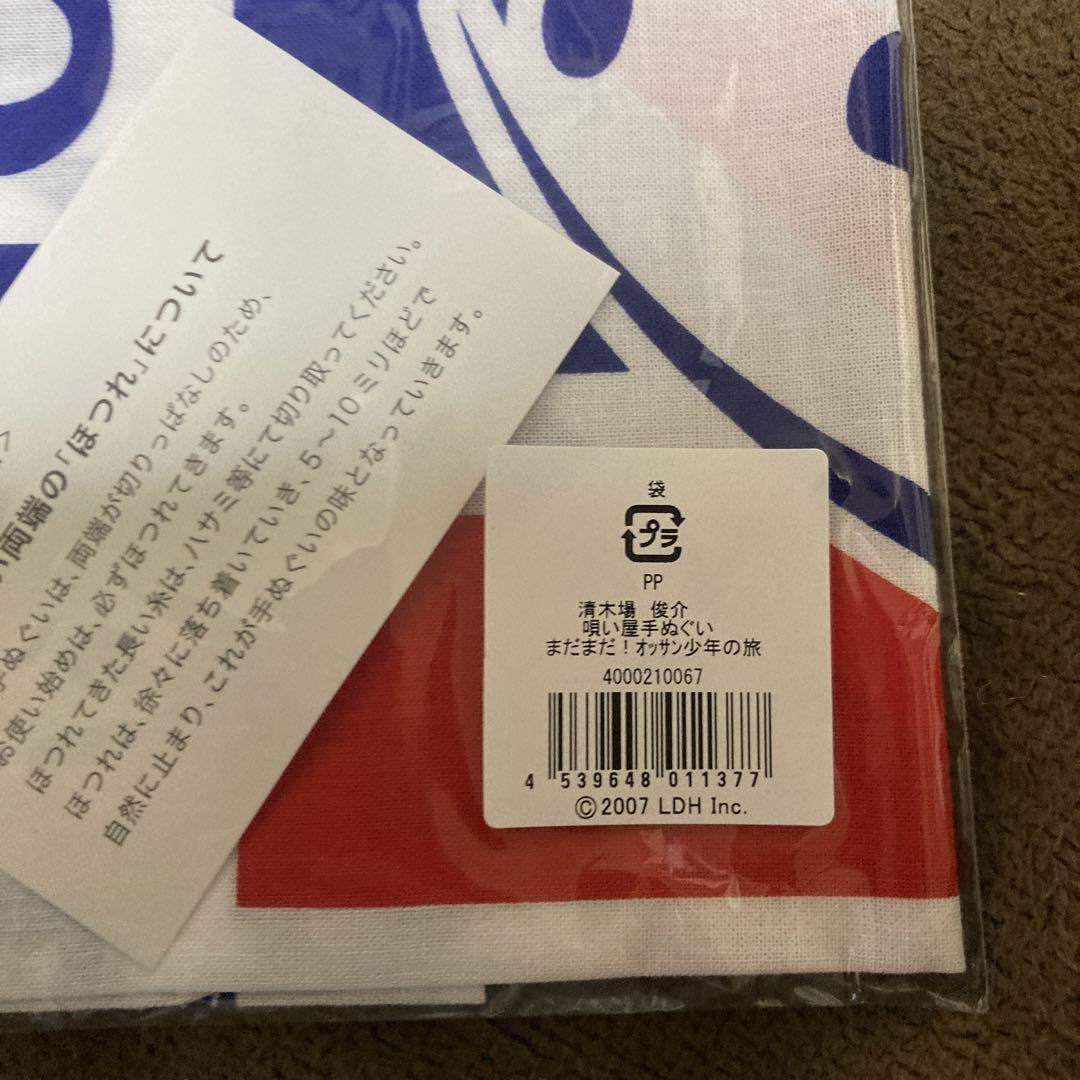 い両端の「ほつれ」について
手ぬぐいは、両端が切りっぱなしのため、
お使い始めは、必ずほつれてきます。
ほつれてきた長い糸は、ハサミ等にて切り取ってください。
ほつれは、徐々に落ち着いていき、5〜10ミリほどで
自然に止まり、これが手ぬぐいの味となっていきます。
袋
プラ
PP
清木場 俊介
唄い屋手ぬぐい
まだまだ！オッサン少年の旅
4000210067
4 539648 011377
©2007 LDH Inc.